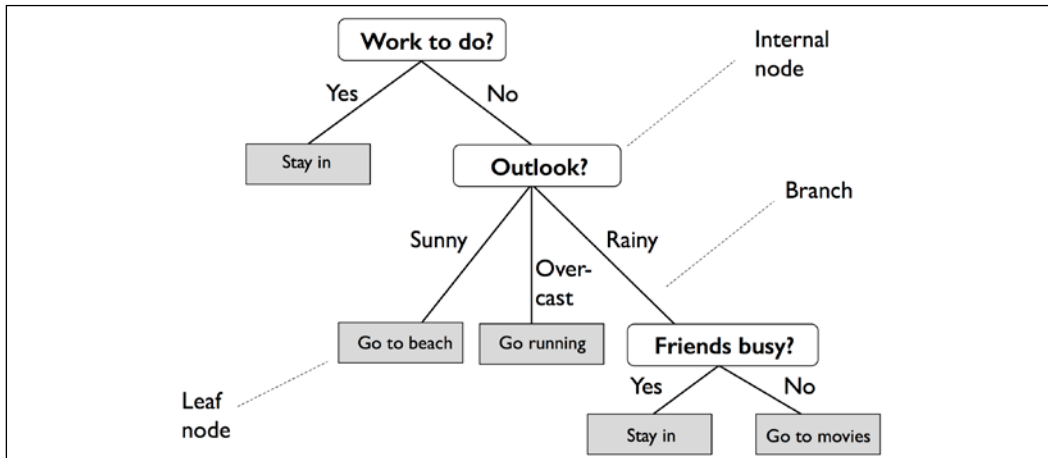 Work to do?
Internal
node
Yes
No
Stay in
Outlook?
Branch
Sunny
Rainy
Over-
cast
Go to beach
Go running
Friends busy?
Leaf
node
Yes
No
Stay in
Go to movies